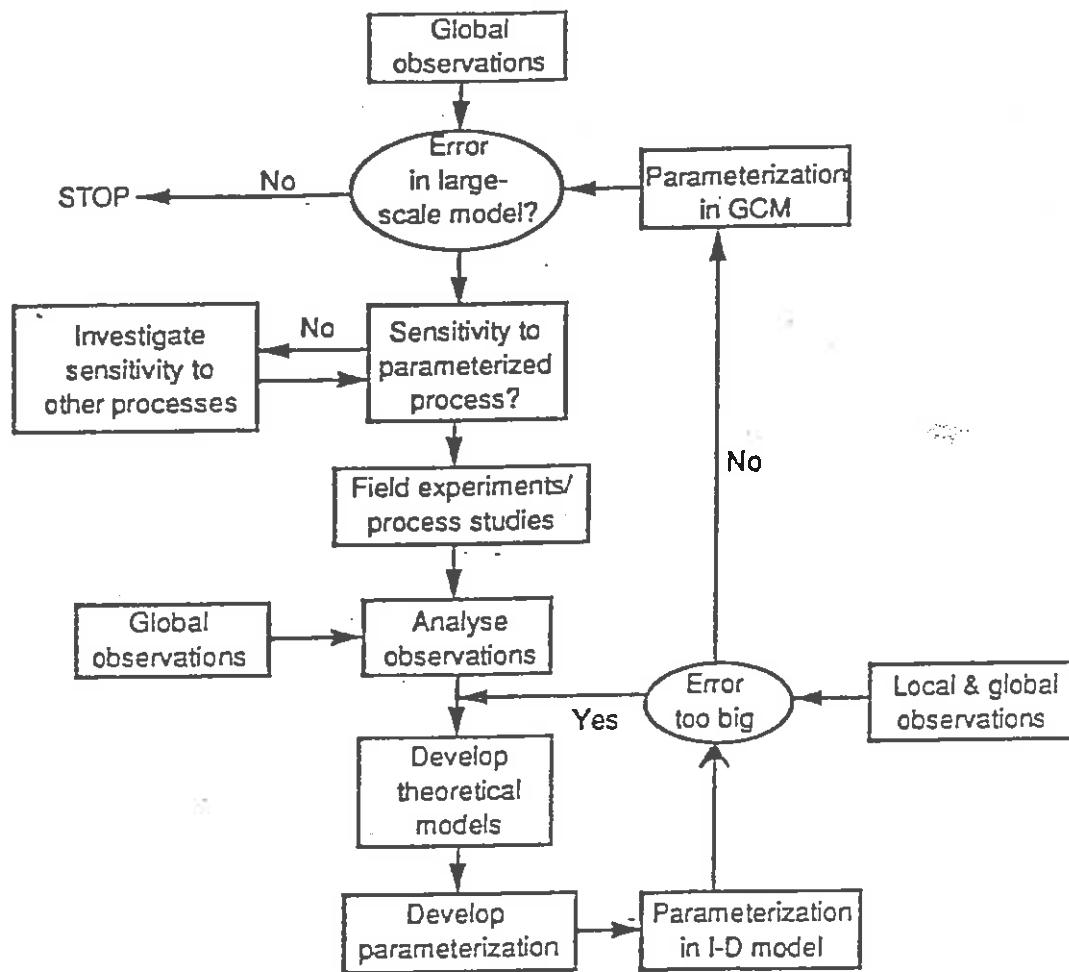 Global
observations
Error
in large-
scale model?
No
STOP
Parameterization
in GCM
Investigate
sensitivity to
other processes
No
Sensitivity to
parameterized
process?
Field experiments/
process studies
No
Global
observations
Analyse
observations
Yes
Error
too big
Local & global
observations
Develop
theoretical
models
Develop
parameterization
Parameterization
in I-D model